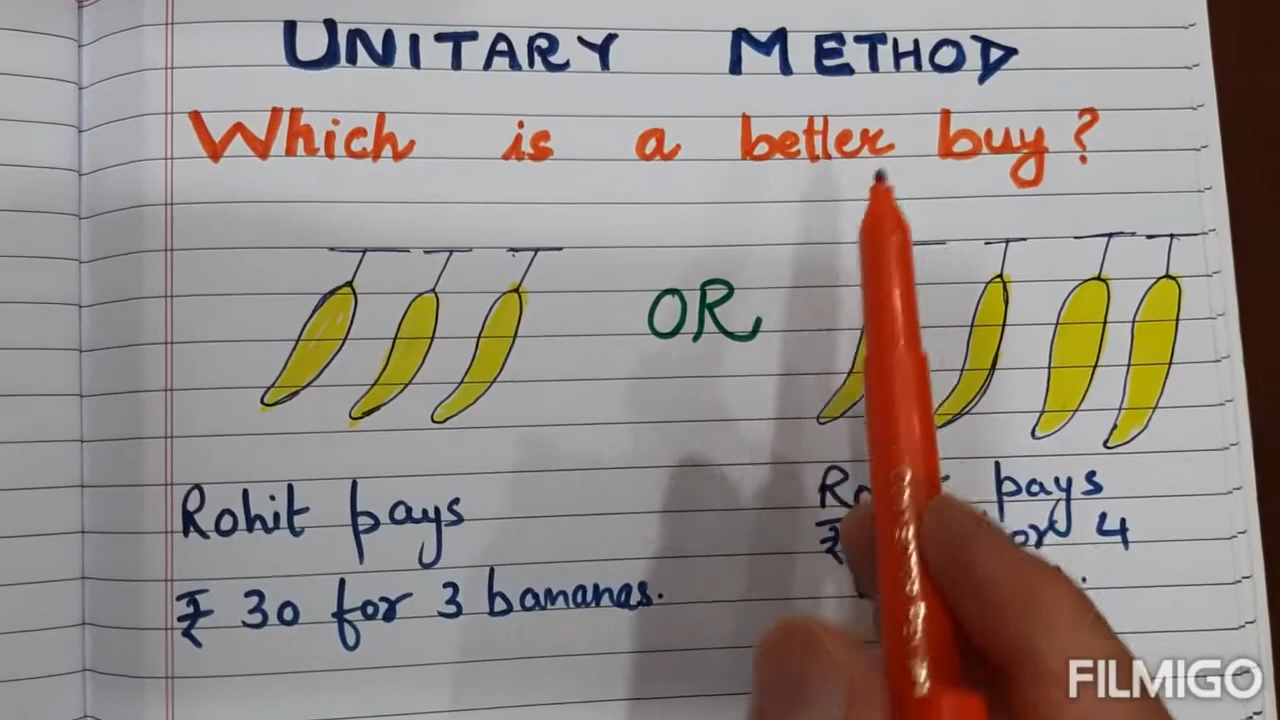 UNITARY METHOD
Which is a better buy?
OR
Rohit pays
₹ 30 for 3 bananas.
pays
₹ 4
FILMIGO